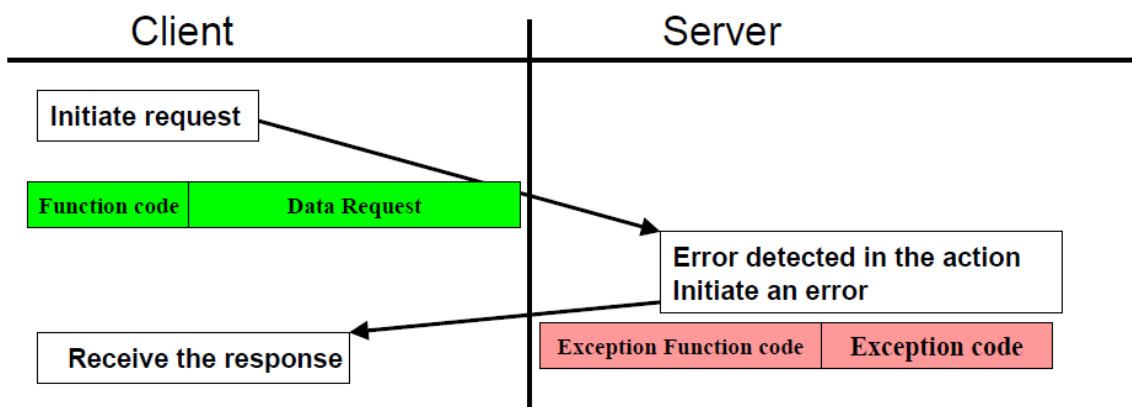 Client
Server
Initiate request
Function code
Data Request
Error detected in the action
Initiate an error
Receive the response
Exception Function code
Exception code